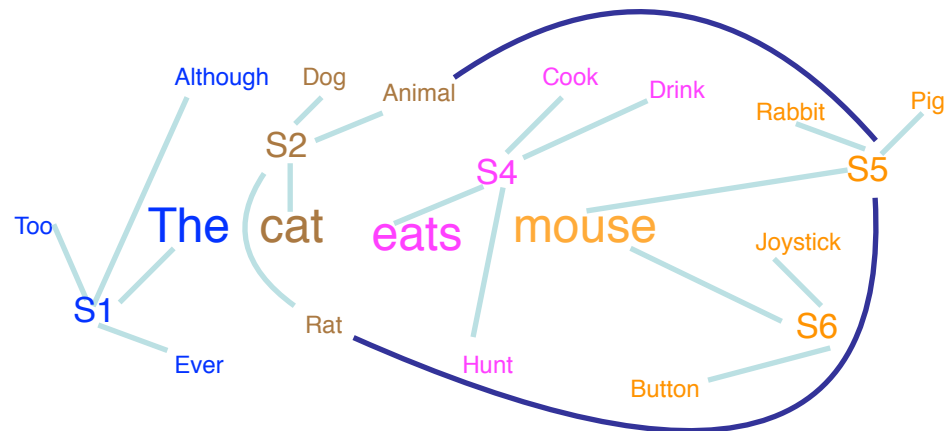 Although
Dog
Animal
Cook
Drink
Rabbit
Pig
S2
S4
S5
Too
The cat eats mouse
Joystick
S1
Rat
S6
Ever
Hunt
Button